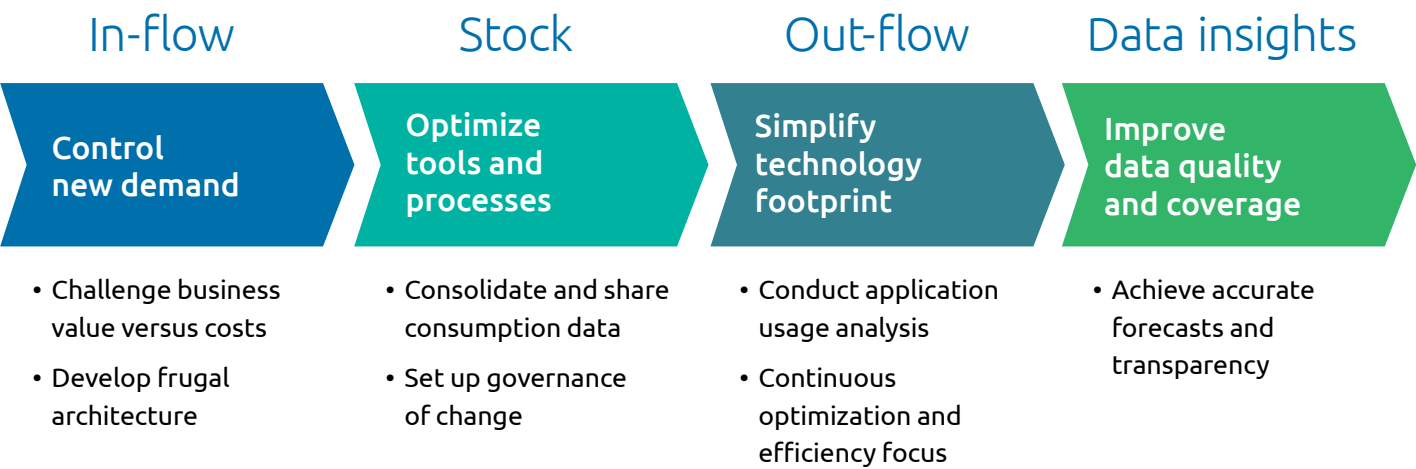 In-flow
Stock
Out-flow
Data insights
Control
new demand
Optimize
tools and
processes
Simplify
technology
footprint
Improve
data quality
and coverage
• Challenge business
value versus costs
• Develop frugal
architecture
• Consolidate and share
consumption data
• Set up governance
of change
• Conduct application
usage analysis
• Continuous
optimization and
efficiency focus
• Achieve accurate
forecasts and
transparency